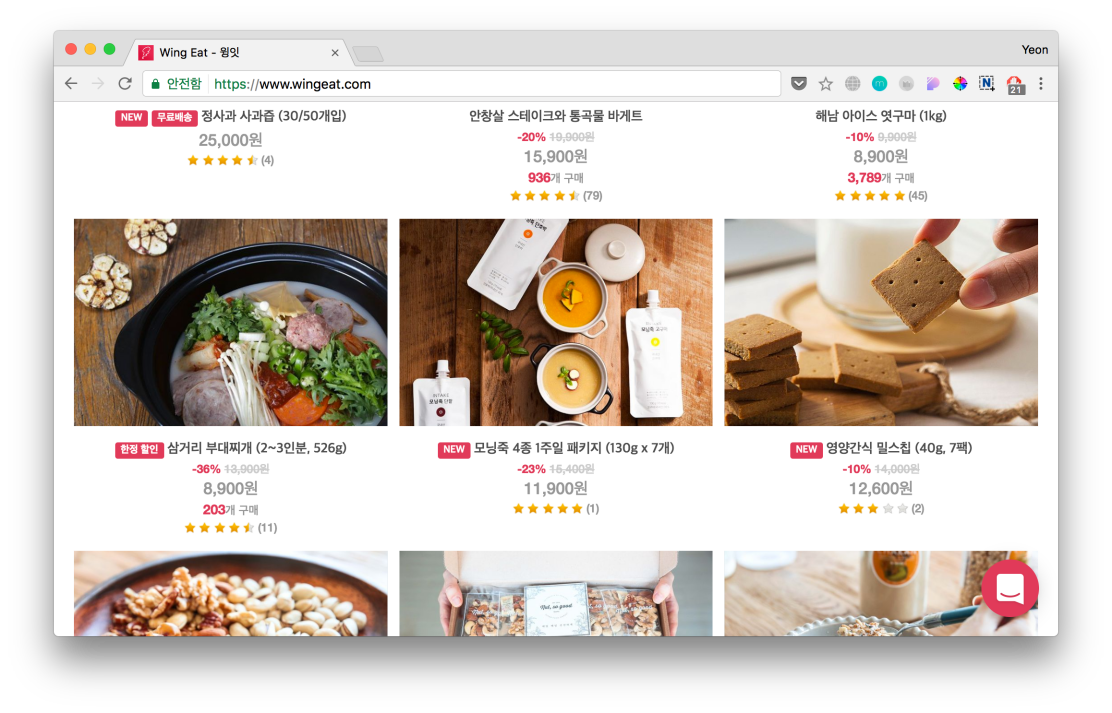 Wing Eat - 윙잇
Yeon
안전함 https://www.wingeat.com
21
NEW 무료배송 정사과 사과즙 (30/50개입)
25,000원
(4)
안창살 스테이크와 통곡물 바게트
-20% 19,900원
15,900원
936개 구매
(79)
해남 아이스 엿구마 (1kg)
-10% 9,900원
8,900원
3,789개 구매
(45)
한정 할인 삼거리 부대찌개 (2~3인분, 526g)
-36% 13,900원
8,900원
203개 구매
(11)
NEW 모닝죽 4종 1주일 패키지 (130g x 7개)
-23% 15,400원
11,900원
(1)
NEW 영양간식 밀스칩 (40g, 7팩)
-10% 14,000원
12,600원
(2)
Nut, so good